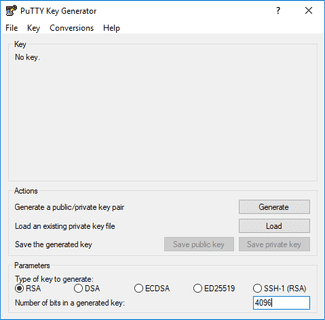 PuTTY Key Generator
File Key Conversions Help
Key
No key.
Actions
Generate a public/private key pair Generate
Load an existing private key file Load
Save the generated key Save public key Save private key
Parameters
Type of key to generate:
RSA DSA ECDSA ED25519 SSH-1 (RSA)
Number of bits in a generated key: 4096